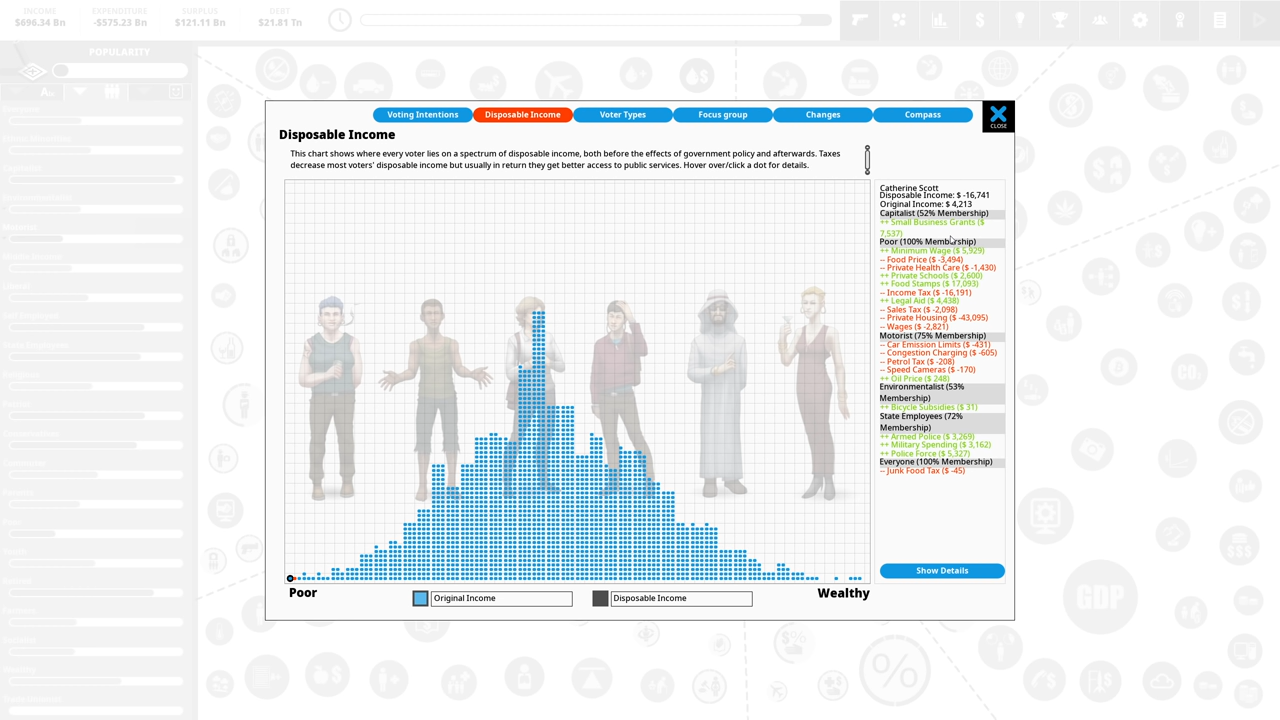 INCOME
EXPENDITURE
SURPLUS
DEBT
$696.34 Bn
-$575.23 Bn
$121.11 Bn
$21.81 Tn
POPULARITY
Voting Intentions
Disposable Income
Voter Types
Focus group
Changes
Compass
CLOSE
Disposable Income
This chart shows where every voter lies on a spectrum of disposable income, both before the effects of government policy and afterwards. Taxes
decrease most voters' disposable income but usually in return they get better access to public services. Hover over/click a dot for details.
Catherine Scott
Disposable Income: $ -16,741
Original Income: $ 4,213
Capitalist (52% Membership)
++ Small Business Grants ($
7,537)
Poor (100% Membership)
++ Minimum Wage ($ 5,929)
-- Food Price ($ -3,494)
-- Private Health Care ($ -1,430)
++ Private Schools ($ 2,600)
++ Food Stamps ($ 17,093)
-- Income Tax ($ -16,191)
++ Legal Aid ($ 4,438)
-- Sales Tax ($ -2,098)
-- Private Housing ($ -43,095)
-- Wages ($ -2,821)
Motorist (75% Membership)
-- Car Emission Limits ($ -431)
-- Congestion Charging ($ -605)
-- Petrol Tax ($ -208)
-- Speed Cameras ($ -170)
++ Oil Price ($ 248)
Environmentalist (53%
Membership)
++ Bicycle Subsidies ($ 31)
State Employees (72%
Membership)
++ Armed Police ($ 3,269)
++ Military Spending ($ 3,162)
++ Police Force ($ 5,327)
Everyone (100% Membership)
-- Junk Food Tax ($ -45)
Show Details
Poor
Original Income
Disposable Income
Wealthy
GDP